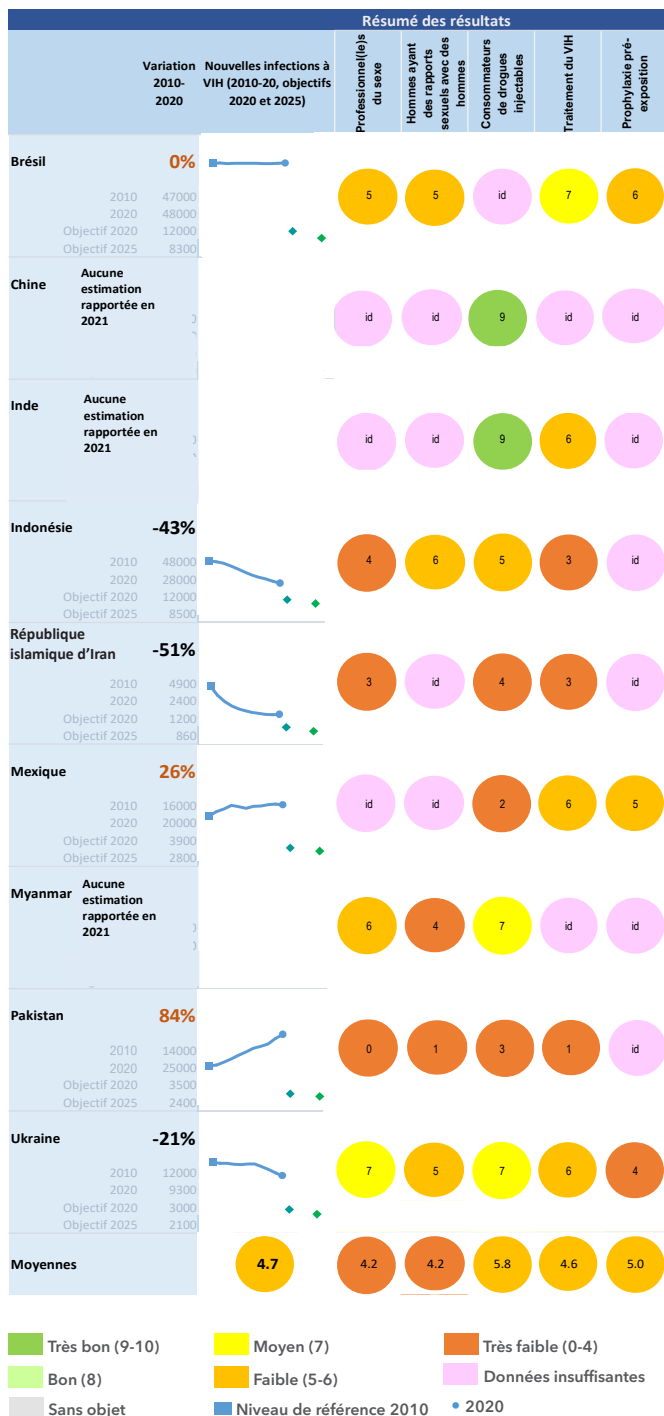 Résumé des résultats
Variation 2010-2020
Nouvelles infections à VIH (2010-20, objectifs 2020 et 2025)
Professionnel(le)s du sexe
Hommes ayant des rapports sexuels avec des hommes
Consommateurs de drogues injectables
Traitement du VIH
Prophylaxie pré-exposition
Brésil 0%
2010 47000
2020 48000
Objectif 2020 12000
Objectif 2025 8300
5 5 id 7 6
Chine Aucune estimation rapportée en 2021
id id 9 id id
Inde Aucune estimation rapportée en 2021
id id 9 6 id
Indonésie -43%
2010 48000
2020 28000
Objectif 2020 12000
Objectif 2025 8500
4 6 5 3 id
République islamique d'Iran -51%
2010 4900
2020 2400
Objectif 2020 1200
Objectif 2025 860
3 id 4 3 id
Mexique 26%
2010 16000
2020 20000
Objectif 2020 3900
Objectif 2025 2800
id id 2 6 5
Myanmar Aucune estimation rapportée en 2021
6 4 7 id id
Pakistan 84%
2010 14000
2020 25000
Objectif 2020 3500
Objectif 2025 2400
0 1 3 1 id
Ukraine -21%
2010 12000
2020 9300
Objectif 2020 3000
Objectif 2025 2100
7 5 7 6 4
Moyennes 4.7 4.2 4.2 5.8 4.6 5.0
Très bon (9-10) Moyen (7) Très faible (0-4)
Bon (8) Faible (5-6) Données insuffisantes
Sans objet Niveau de référence 2010 2020